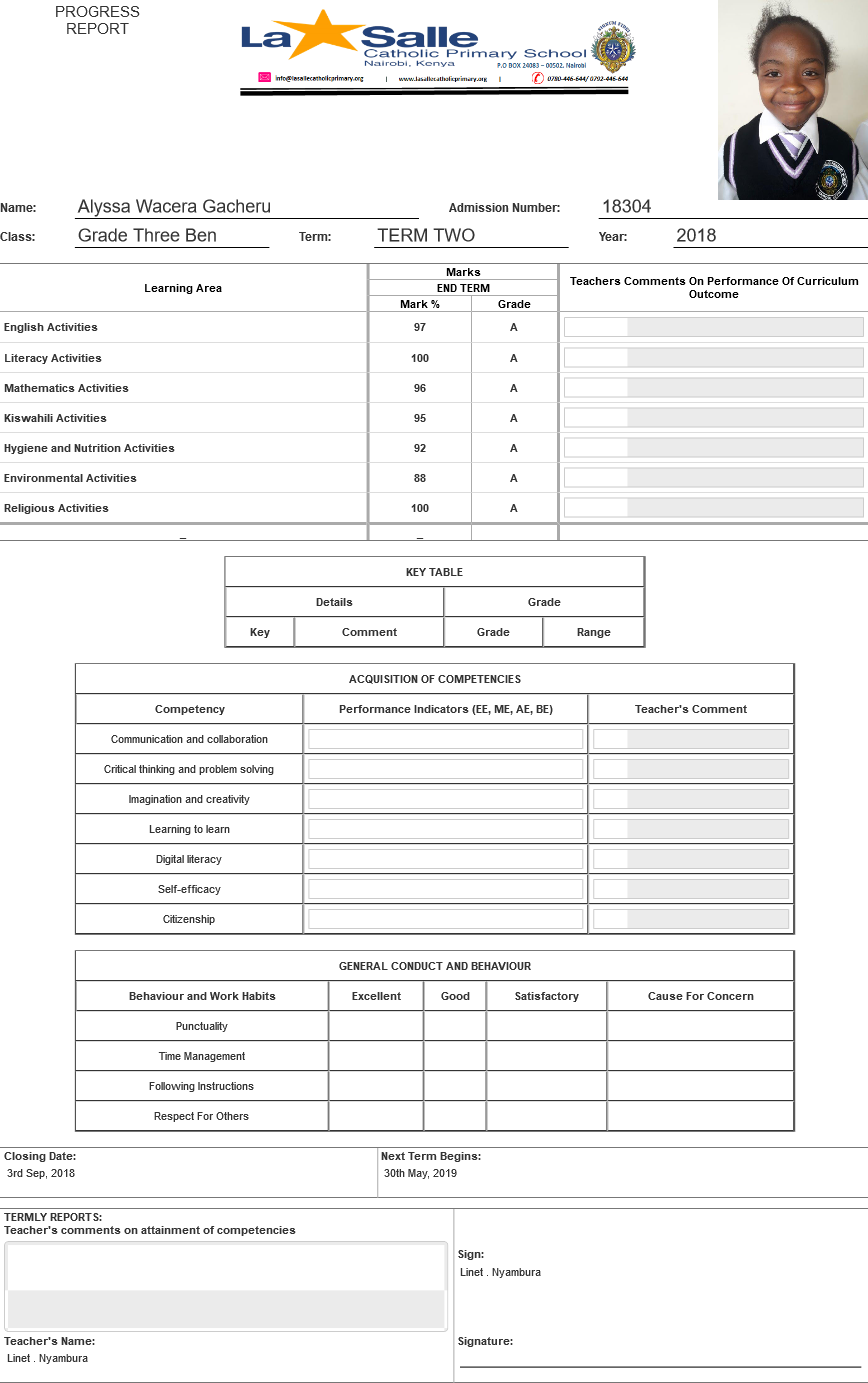 PROGRESS
REPORT
La Salle
Catholic Primary School
Nairobi, Kenya
P.O BOX 24083 – 00502, Nairobi
info@lasallecatholicprimary.org | www.lasallecatholicprimary.org | 0780-446-644/ 0792-446-644
Name: Alyssa Wacera Gacheru Admission Number: 18304
Class: Grade Three Ben Term: TERM TWO Year: 2018
Learning Area Marks Teachers Comments On Performance Of Curriculum Outcome
END TERM
Mark % Grade
English Activities 97 A
Literacy Activities 100 A
Mathematics Activities 96 A
Kiswahili Activities 95 A
Hygiene and Nutrition Activities 92 A
Environmental Activities 88 A
Religious Activities 100 A
_ _
KEY TABLE
Details Grade
Key Comment Grade Range
ACQUISITION OF COMPETENCIES
Competency Performance Indicators (EE, ME, AE, BE) Teacher's Comment
Communication and collaboration
Critical thinking and problem solving
Imagination and creativity
Learning to learn
Digital literacy
Self-efficacy
Citizenship
GENERAL CONDUCT AND BEHAVIOUR
Behaviour and Work Habits Excellent Good Satisfactory Cause For Concern
Punctuality
Time Management
Following Instructions
Respect For Others
Closing Date: Next Term Begins:
3rd Sep, 2018 30th May, 2019
TERMLY REPORTS:
Teacher's comments on attainment of competencies
Sign:
Linet . Nyambura
Teacher's Name: Signature:
Linet . Nyambura